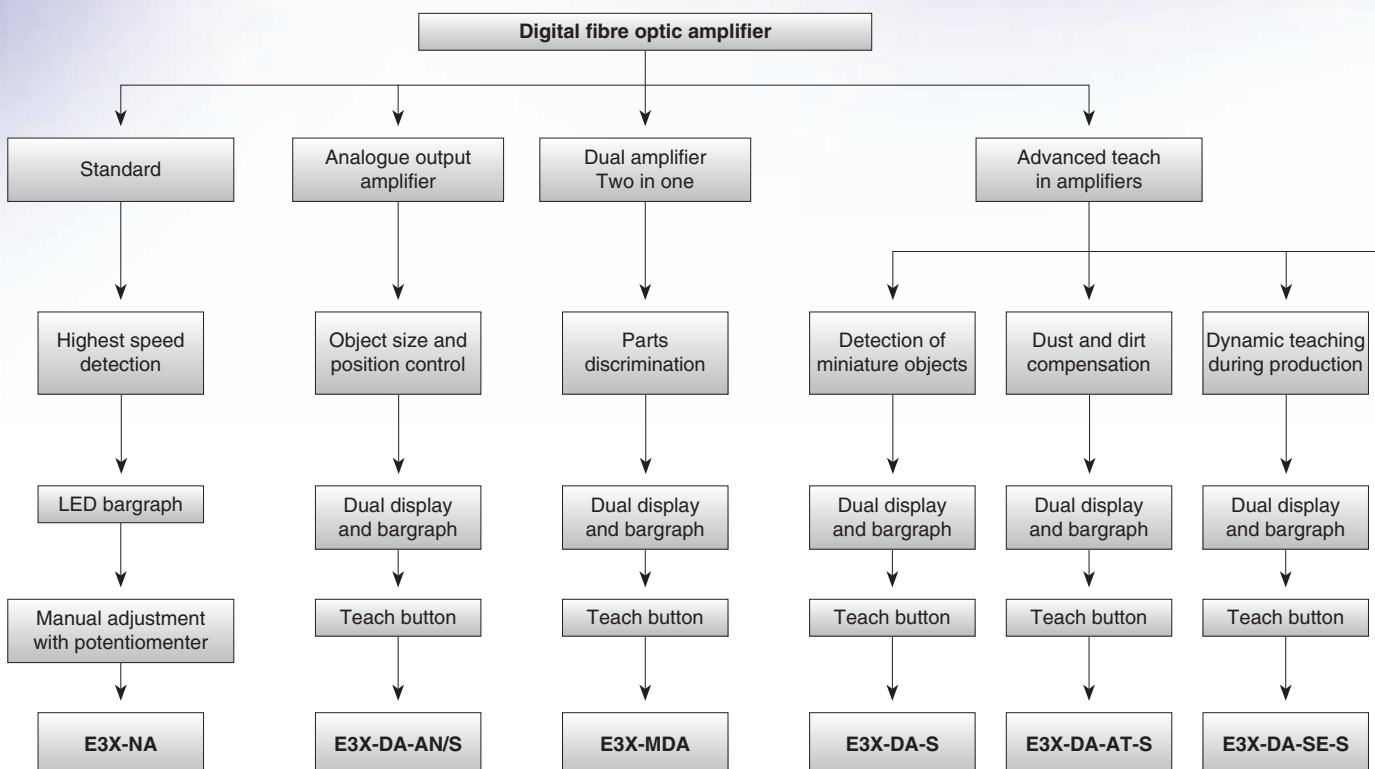 Digital fibre optic amplifier
Standard
Analogue output
amplifier
Dual amplifier
Two in one
Advanced teach
in amplifiers
Highest speed
detection
Object size and
position control
Parts
discrimination
Detection of
miniature objects
Dust and dirt
compensation
Dynamic teaching
during production
LED bargraph
Dual display
and bargraph
Dual display
and bargraph
Dual display
and bargraph
Dual display
and bargraph
Dual display
and bargraph
Manual adjustment
with potentiomenter
Teach button
Teach button
Teach button
Teach button
Teach button
E3X-NA
E3X-DA-AN/S
E3X-MDA
E3X-DA-S
E3X-DA-AT-S
E3X-DA-SE-S